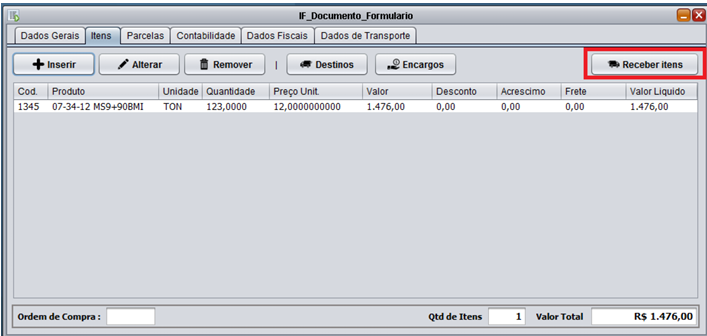 IF_Documento_Formulario
Dados Gerais Itens Parcelas Contabilidade Dados Fiscais Dados de Transporte
Inserir Alterar Remover | Destinos Encargos Receber itens
Cod. Produto Unidade Quantidade Preço Unit. Valor Desconto Acrescimo Frete Valor Liquido
1345 07-34-12 MS9+90BMI TON 123,0000 12,0000000000 1.476,00 0,00 0,00 0,00 1.476,00
Ordem de Compra : Qtd de Itens 1 Valor Total R$ 1.476,00